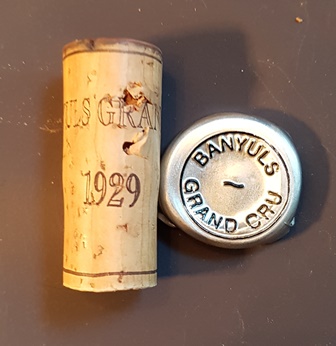 ULS GRAN
1929
BANYULS
~
GRAND CRU